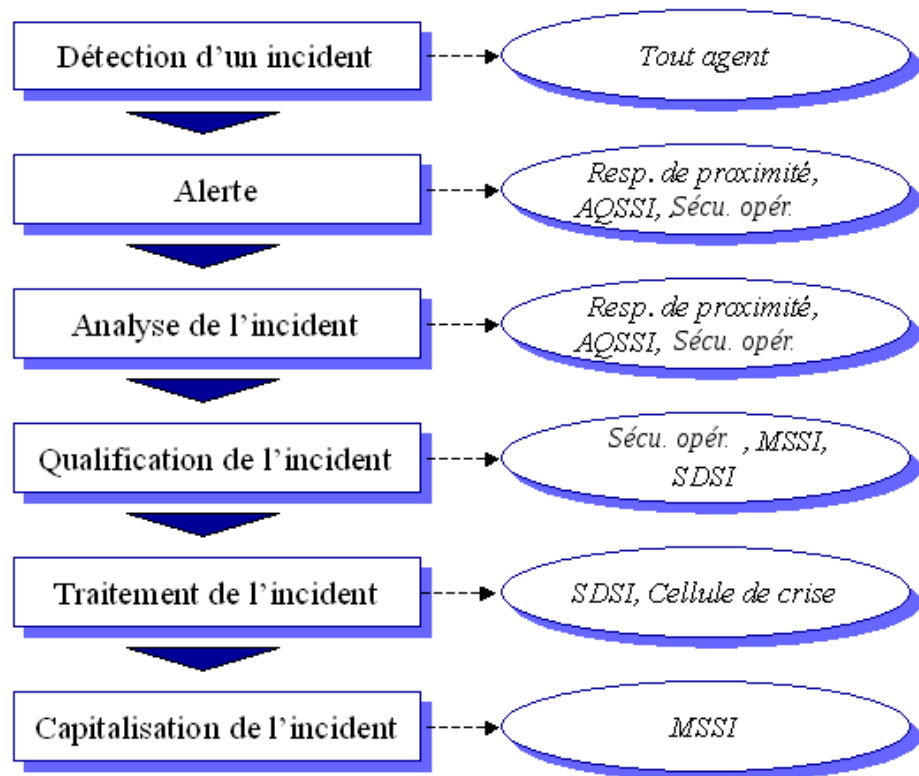 Détection d’un incident
Tout agent
Alerte
Resp. de proximité,
AQSSI, Sécu. opér.
Analyse de l’incident
Resp. de proximité,
AQSSI, Sécu. opér.
Qualification de l’incident
Sécu. opér. , MSSI,
SDSI
Traitement de l’incident
SDSI, Cellule de crise
Capitalisation de l’incident
MSSI